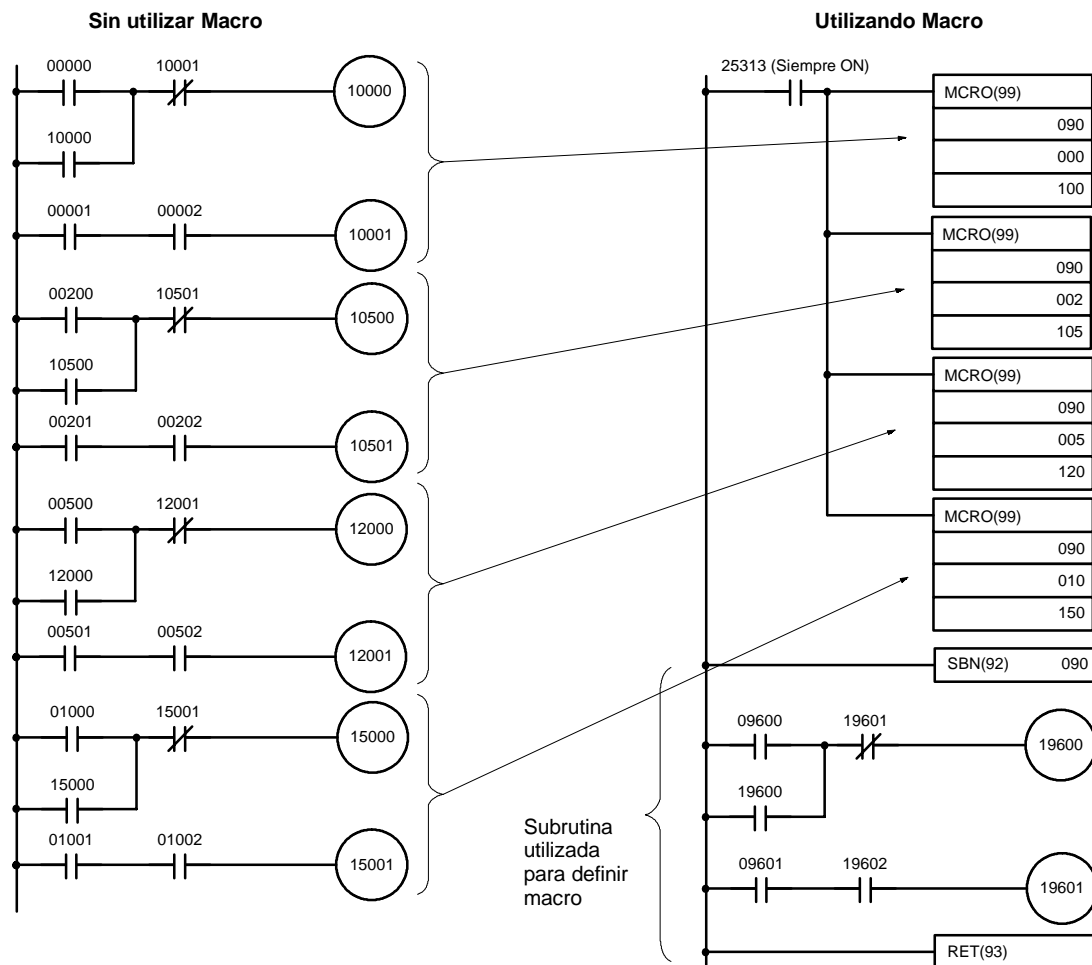 Sin utilizar Macro
00000 10001
10000
10000
00001 00002
10001
00200 10501
10500
10500
00201 00202
10501
00500 12001
12000
12000
00501 00502
12001
01000 15001
15000
15000
01001 01002
15001
Utilizando Macro
25313 (Siempre ON)
MCRO(99)
090
000
100
MCRO(99)
090
002
105
MCRO(99)
090
005
120
MCRO(99)
090
010
150
SBN(92) 090
09600 19601
19600
19600
09601 19602
19601
RET(93)
Subrutina
utilizada
para definir
macro